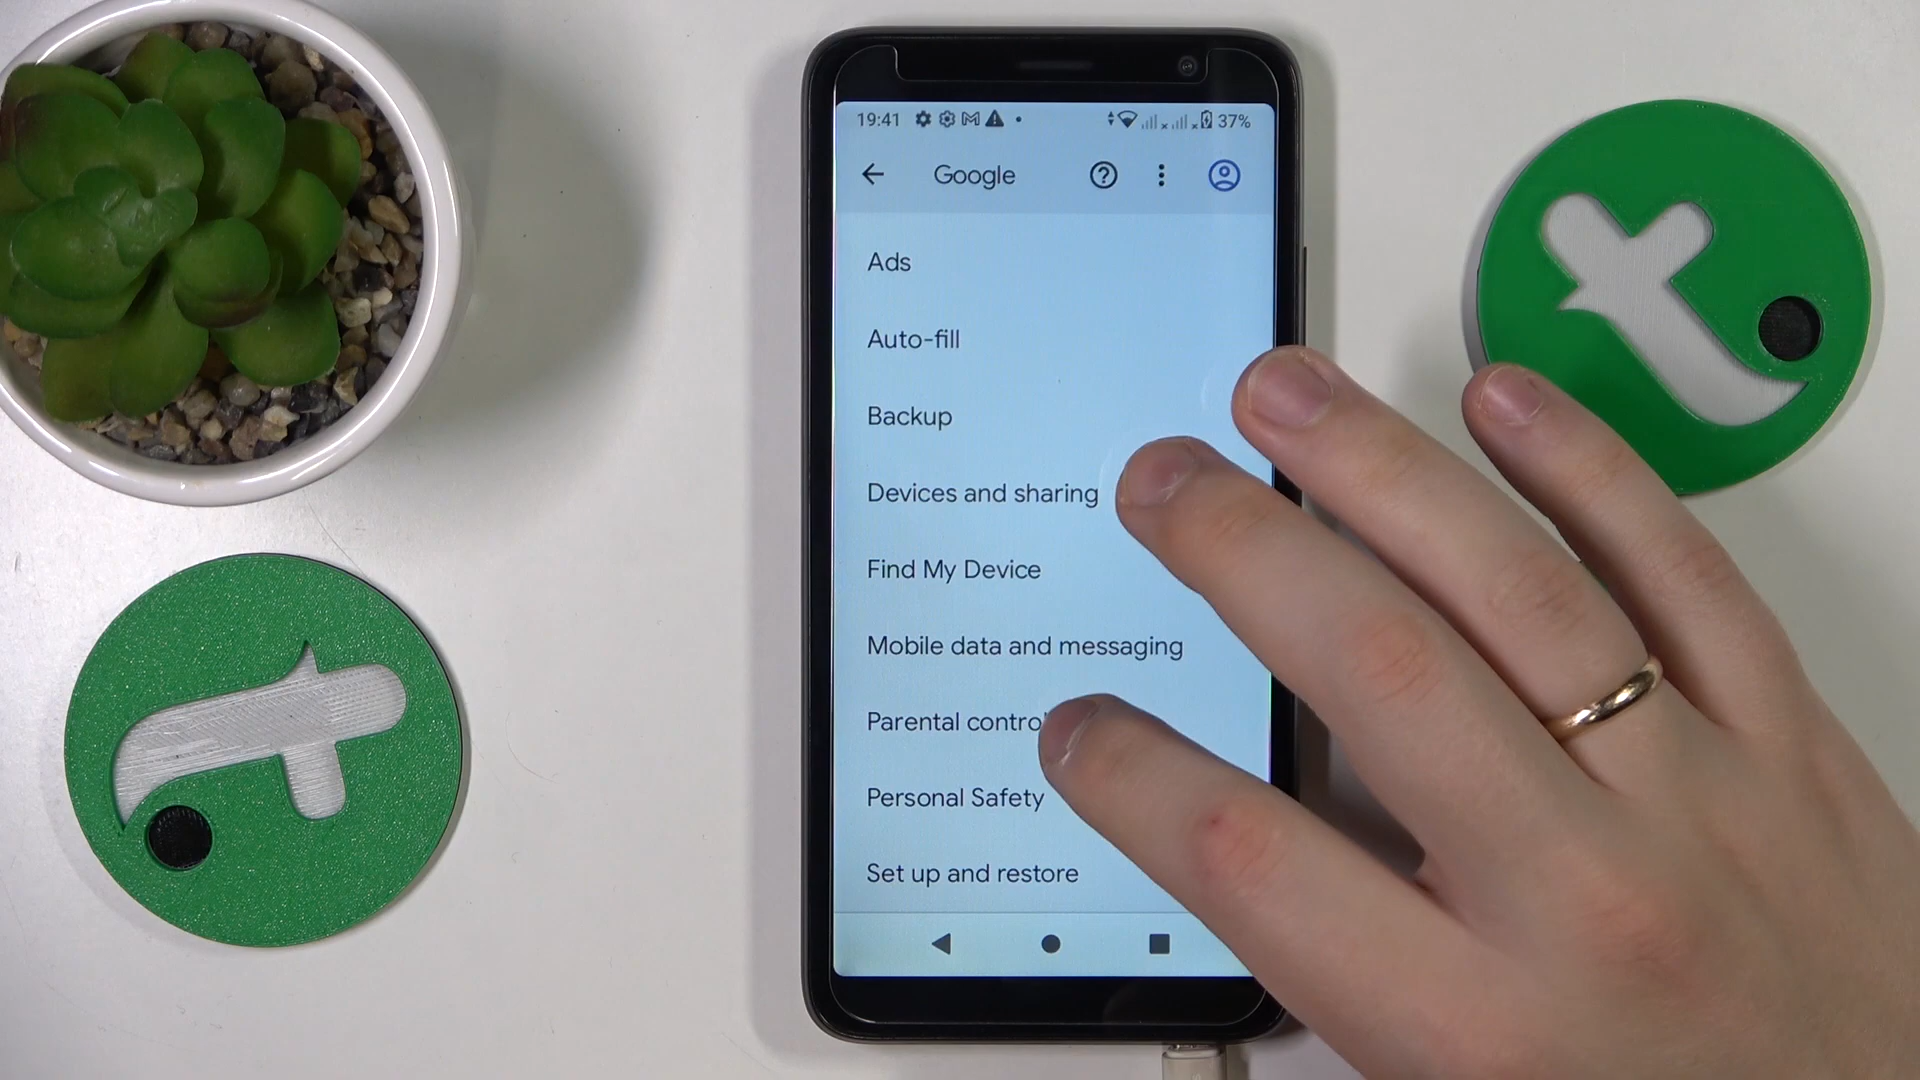 19:41 37%
Google
Ads
Auto-fill
Backup
Devices and sharing
Find My Device
Mobile data and messaging
Parental
Personal Safety
Set up and restore